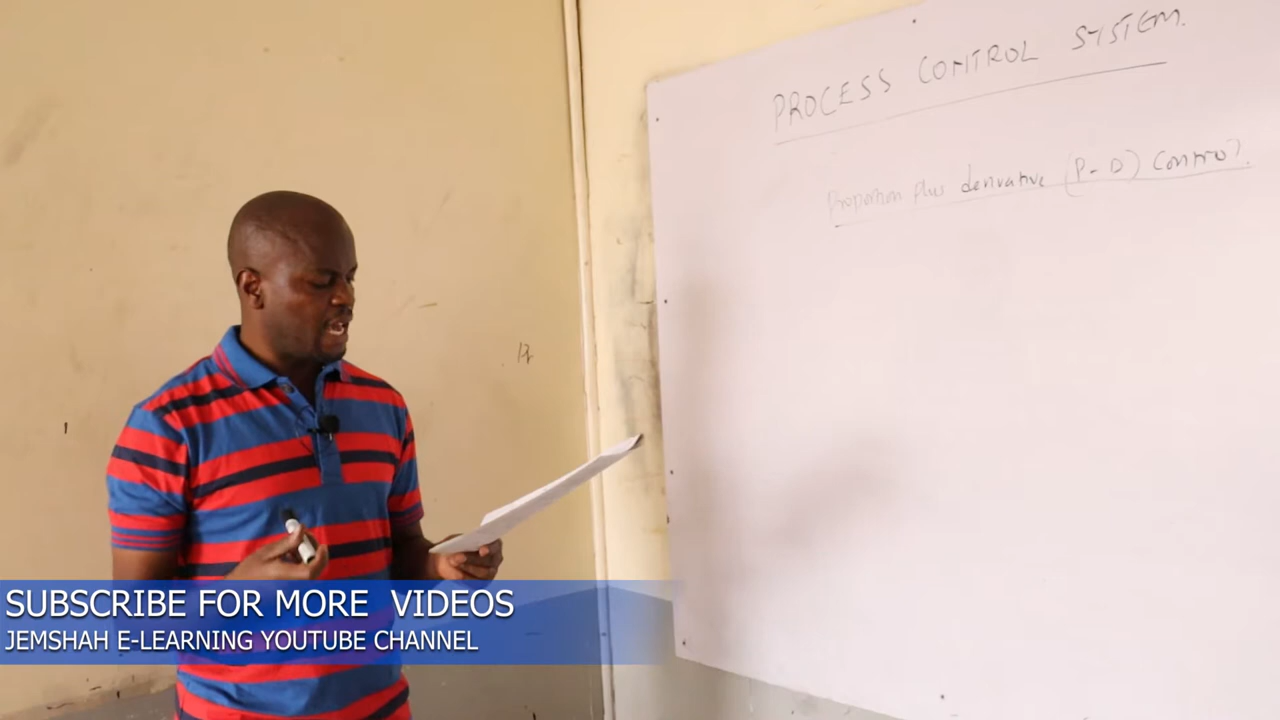 PROCESS CONTROL SYSTEM.
Proportion plus derivative (P-D) Control.
SUBSCRIBE FOR MORE VIDEOS
JEMSHAH E-LEARNING YOUTUBE CHANNEL